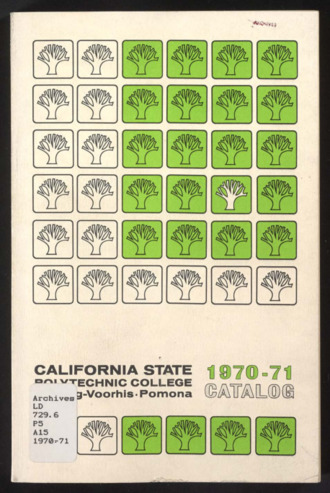 ARCHIVES
CALIFORNIA STATE
POLYTECHNIC COLLEGE
g-Voorhis·Pomona
1970-71
CATALOG
Archives
LD
729.6
P5
A15
1970-71